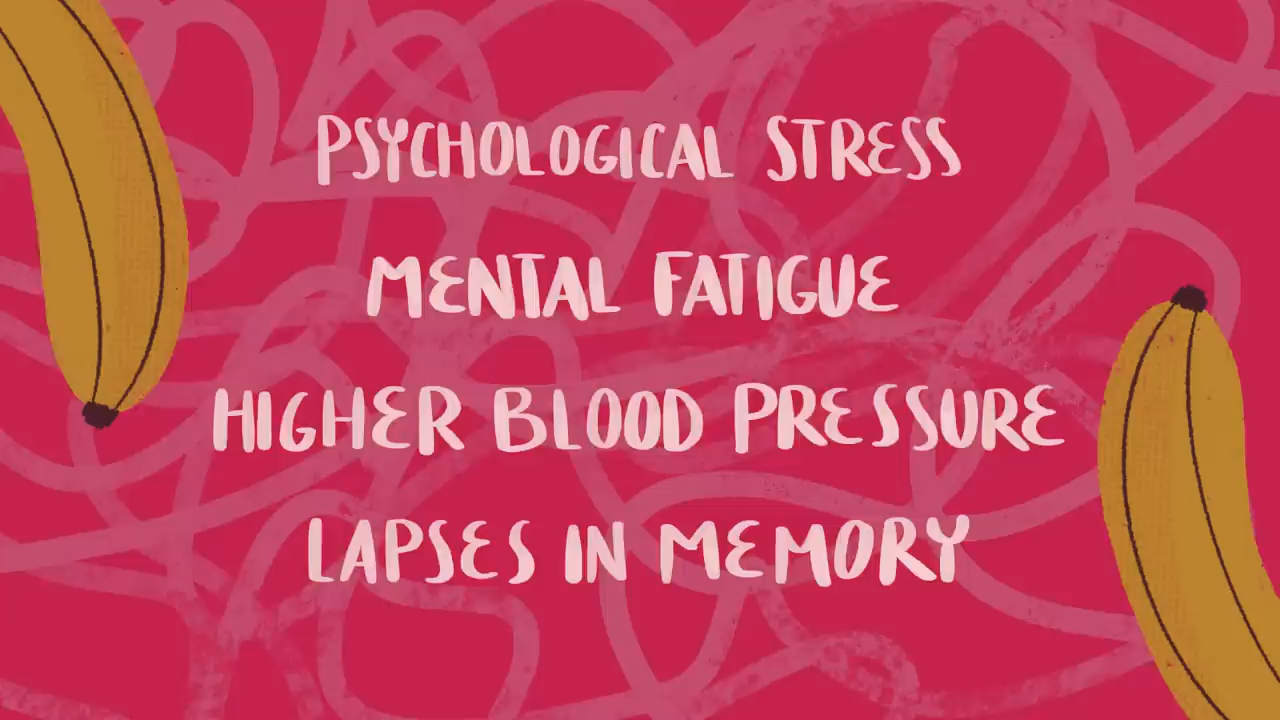 PSYCHOLOGICAL STRESS
MENTAL FATIGUE
HIGHER BLOOD PRESSURE
LAPSES IN MEMORY